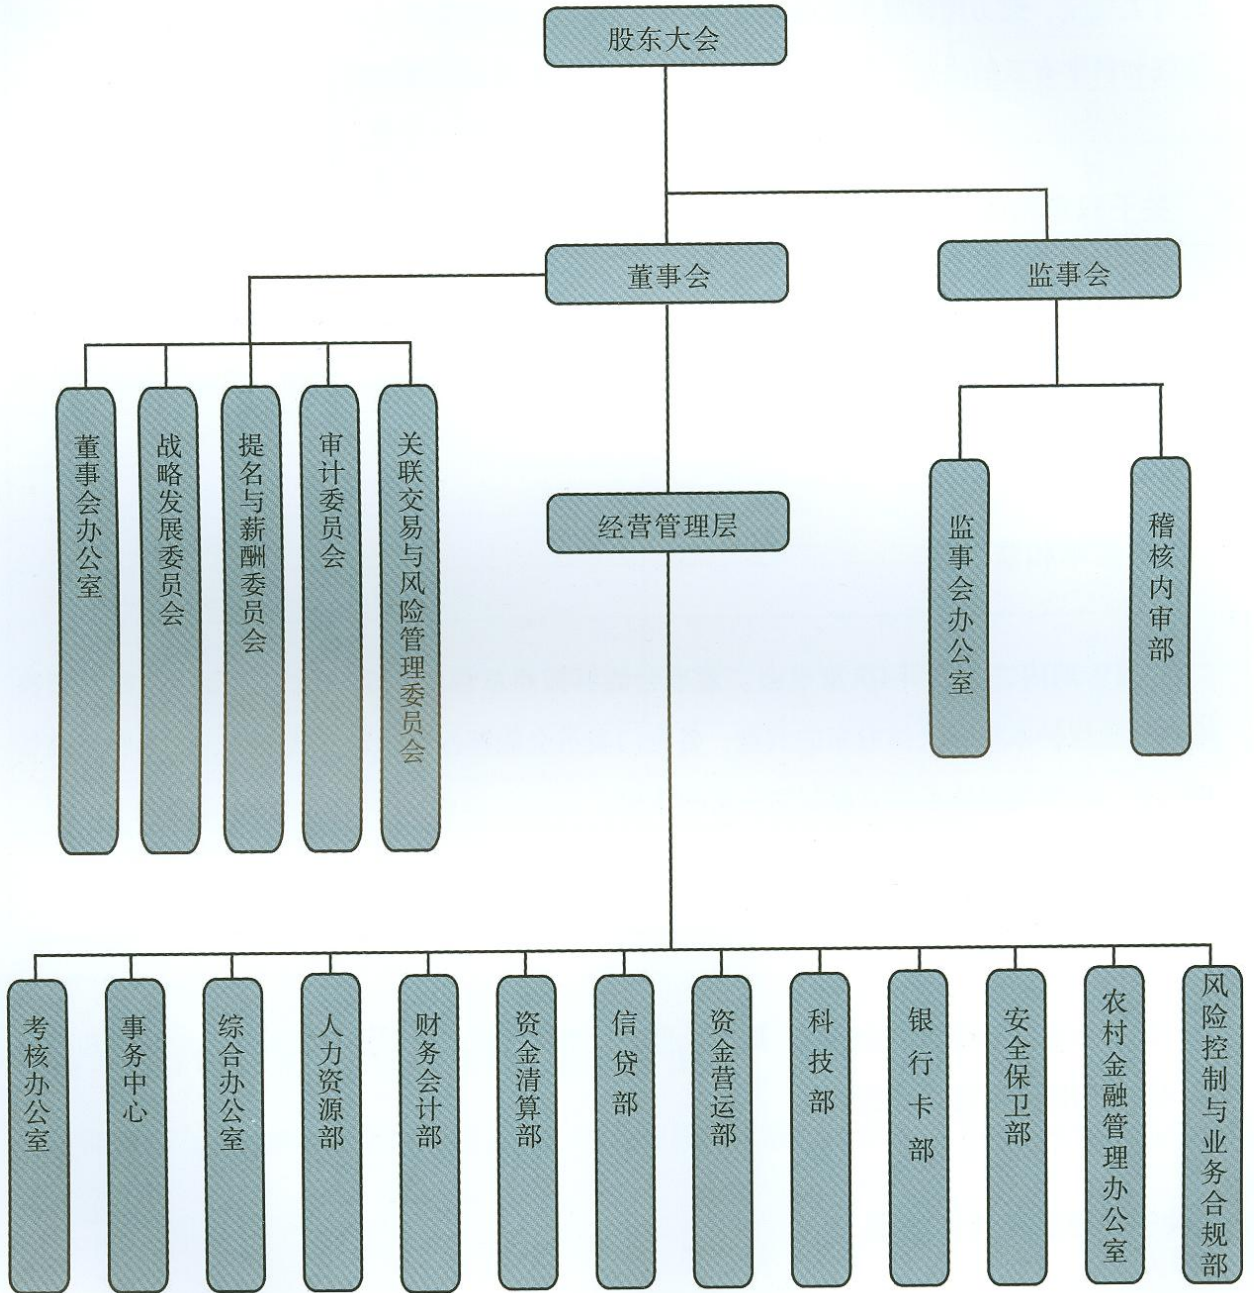 股东大会
董事会
监事会
董事会办公室
战略发展委员会
提名与薪酬委员会
审计委员会
关联交易与风险管理委员会
经营管理层
监事会办公室
稽核内审部
考核办公室
事务中心
综合办公室
人力资源部
财务会计部
资金清算部
信贷部
资金营运部
科技部
银行卡部
安全保卫部
农村金融管理办公室
风险控制与业务合规部